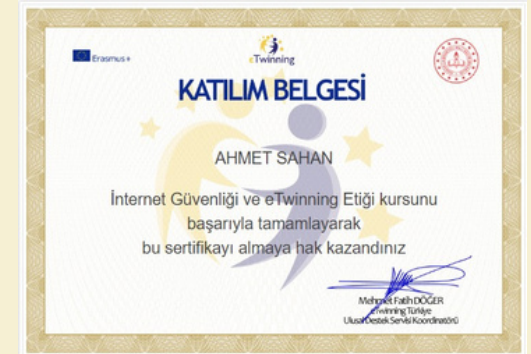 Erasmus+
eTwinning
KATILIM BELGESİ
AHMET SAHAN
İnternet Güvenliği ve eTwinning Etiği kursunu
başarıyla tamamlayarak
bu sertifikayı almaya hak kazandınız
Mehmet Fatih DÖĞER
eTwinning Türkiye
Ulusal Destek Servisi Koordinatörü